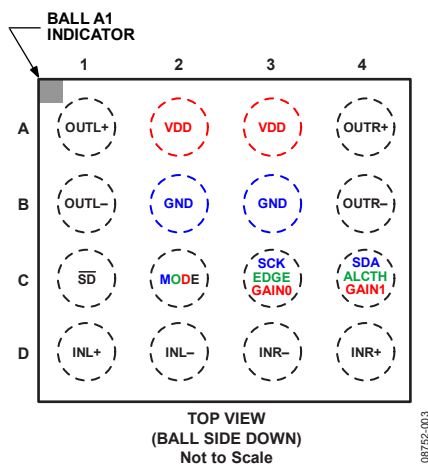 BALL A1
INDICATOR
1 2 3 4
A OUTL+ VDD VDD OUTR+
B OUTL– GND GND OUTR–
SCK SDA
C SD MODE EDGE ALCTH
GAIN0 GAIN1
D INL+ INL– INR– INR+
TOP VIEW
(BALL SIDE DOWN)
Not to Scale
08752-003